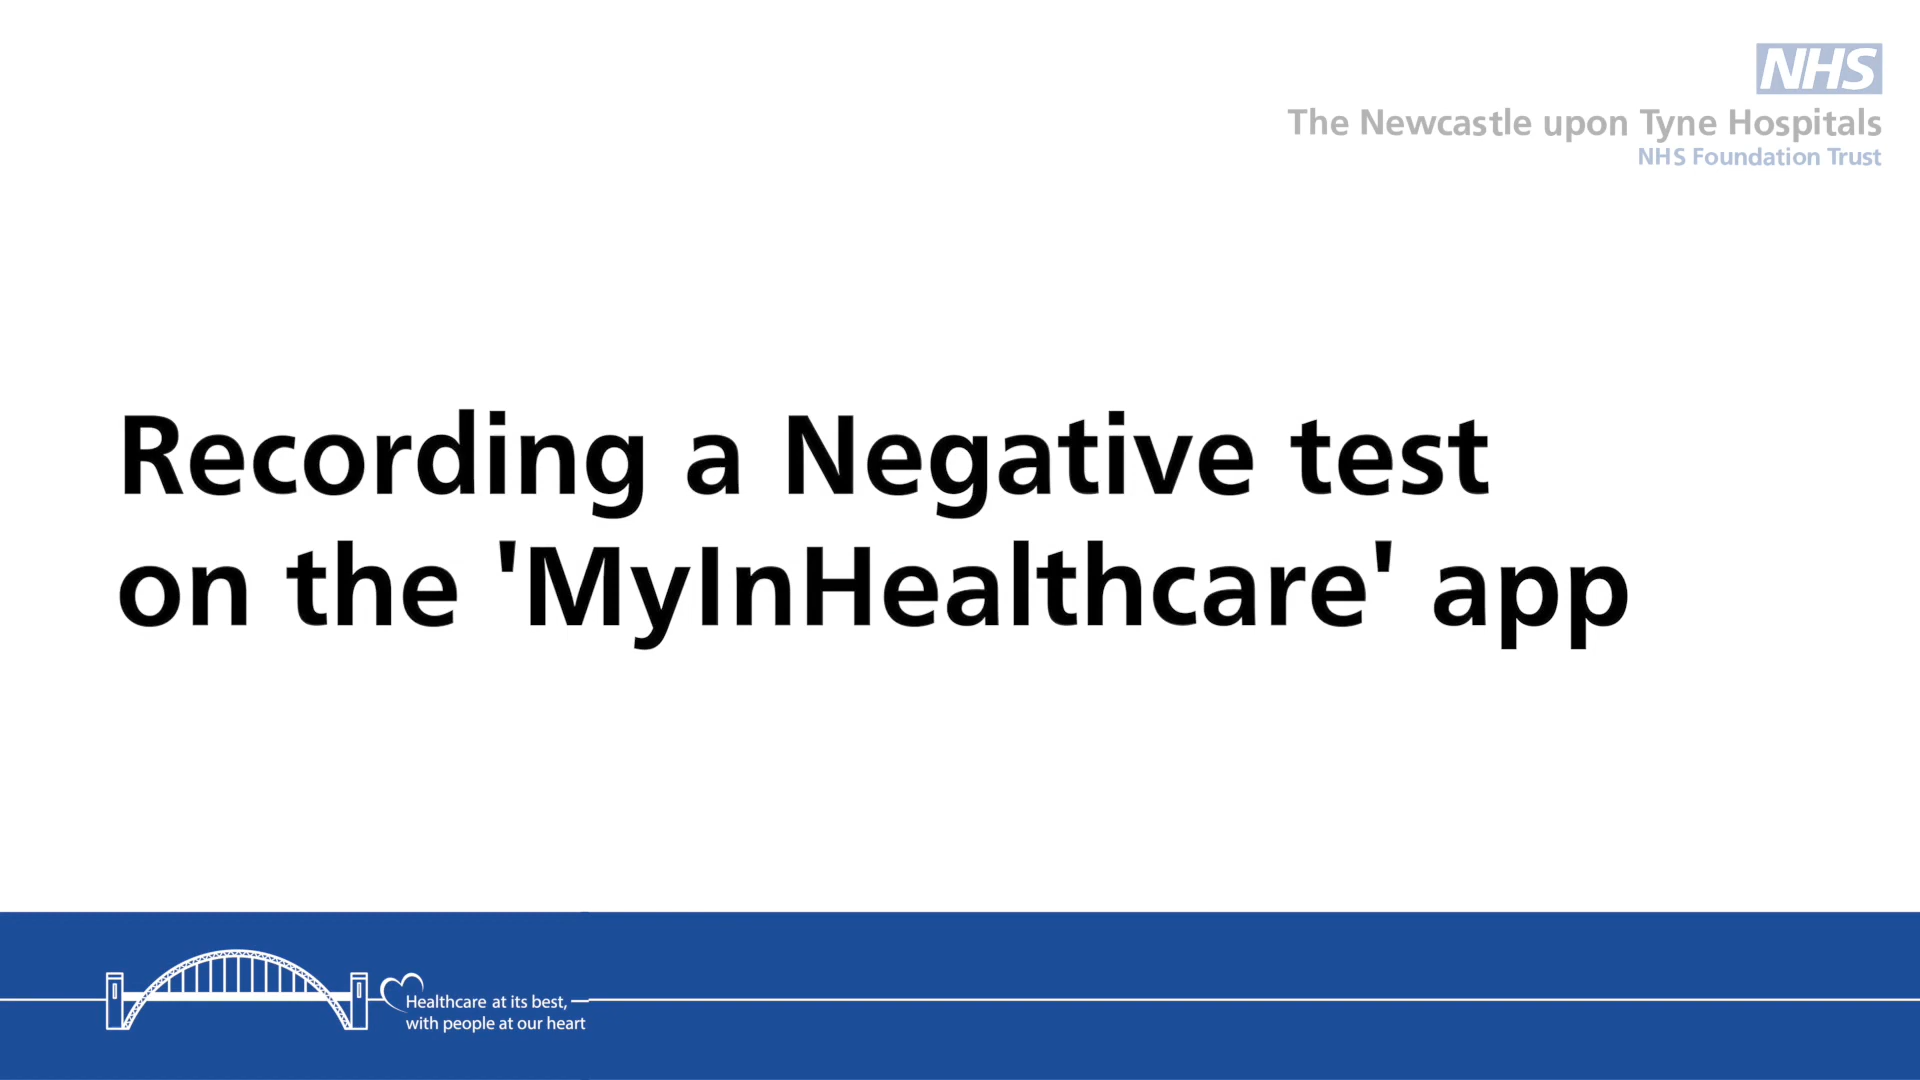 NHS
The Newcastle upon Tyne Hospitals
NHS Foundation Trust
Recording a Negative test
on the 'MyInHealthcare' app
Healthcare at its best,
with people at our heart